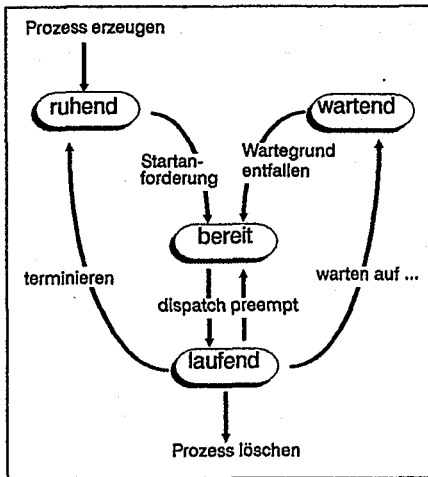 Prozess erzeugen
ruhend
wartend
Startan-
forderung
Wartegrund
entfallen
bereit
terminieren
dispatch preempt
warten auf ...
laufend
Prozess löschen